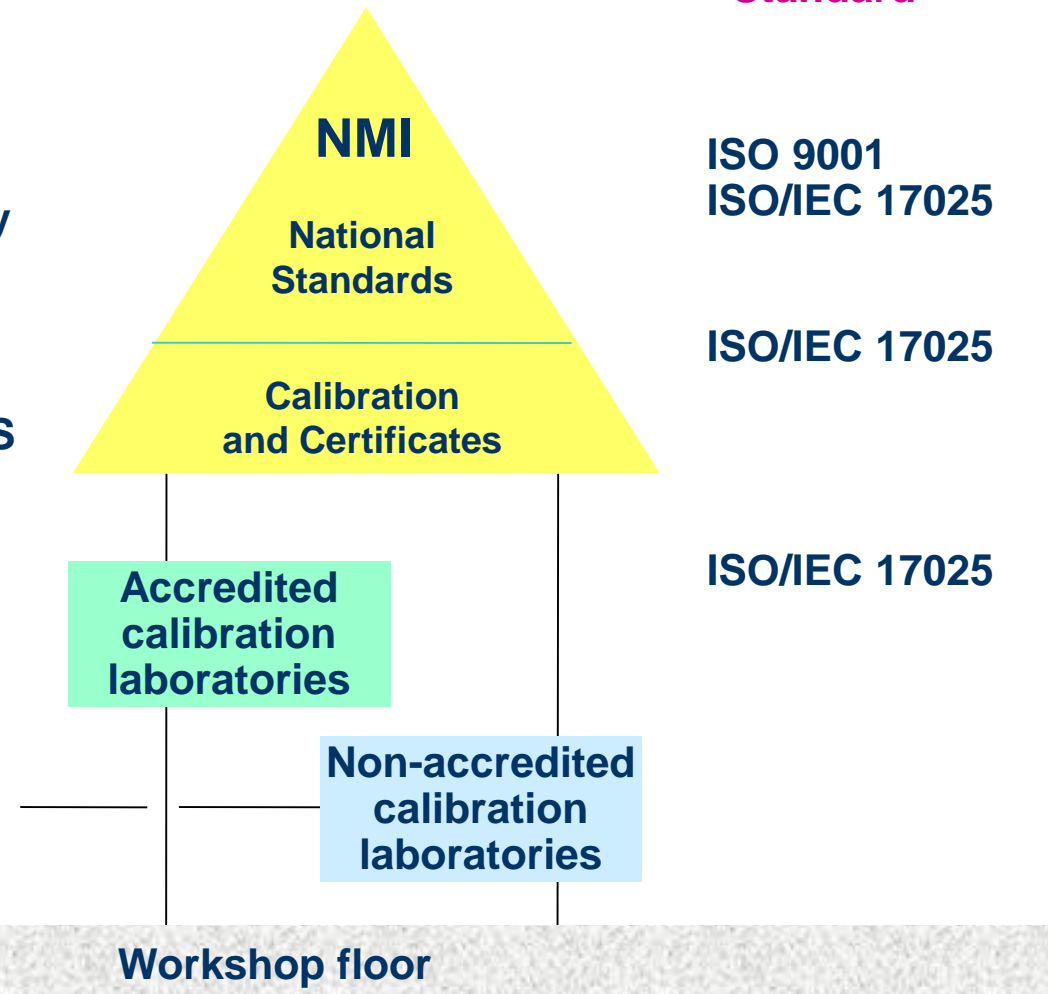 NMI
National
Standards
Calibration
and Certificates
ISO 9001
ISO/IEC 17025
ISO/IEC 17025
Accredited
calibration
laboratories
ISO/IEC 17025
Non-accredited
calibration
laboratories
Workshop floor